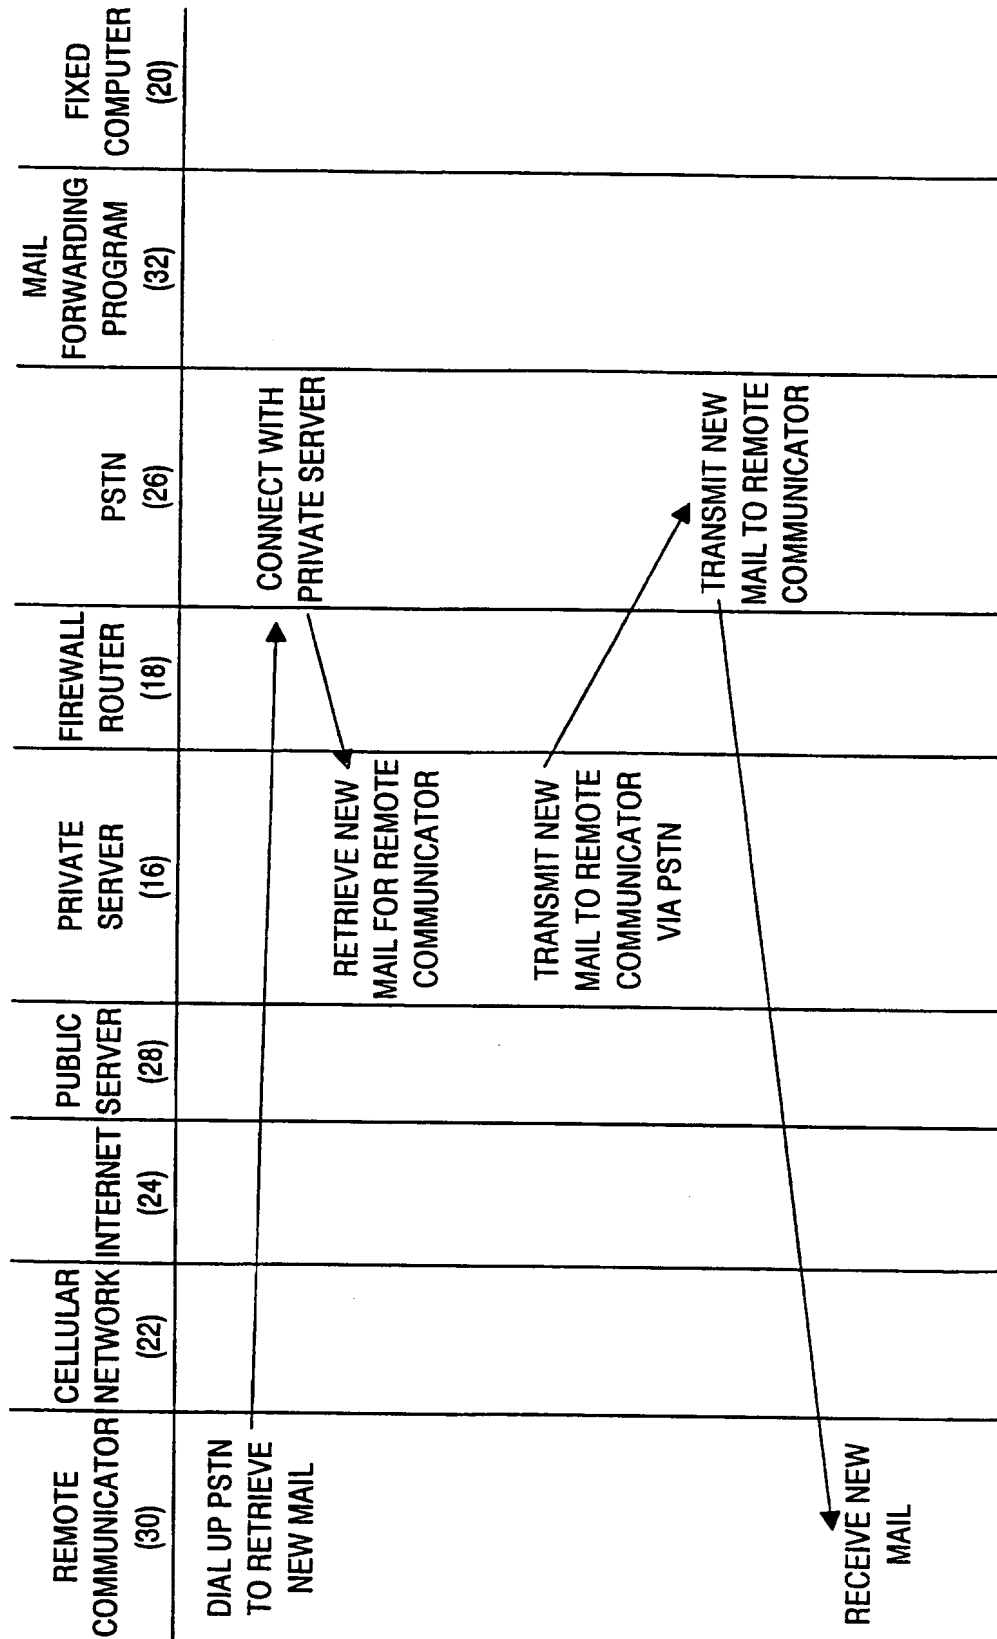 REMOTE
COMMUNICATOR
(30)
CELLULAR
NETWORK
(22)
INTERNET
(24)
PUBLIC
SERVER
(28)
PRIVATE
SERVER
(16)
FIREWALL
ROUTER
(18)
PSTN
(26)
MAIL
FORWARDING
PROGRAM
(32)
FIXED
COMPUTER
(20)
DIAL UP PSTN
TO RETRIEVE
NEW MAIL
CONNECT WITH
PRIVATE SERVER
RETRIEVE NEW
MAIL FOR REMOTE
COMMUNICATOR
TRANSMIT NEW
MAIL TO REMOTE
COMMUNICATOR
VIA PSTN
TRANSMIT NEW
MAIL TO REMOTE
COMMUNICATOR
RECEIVE NEW
MAIL